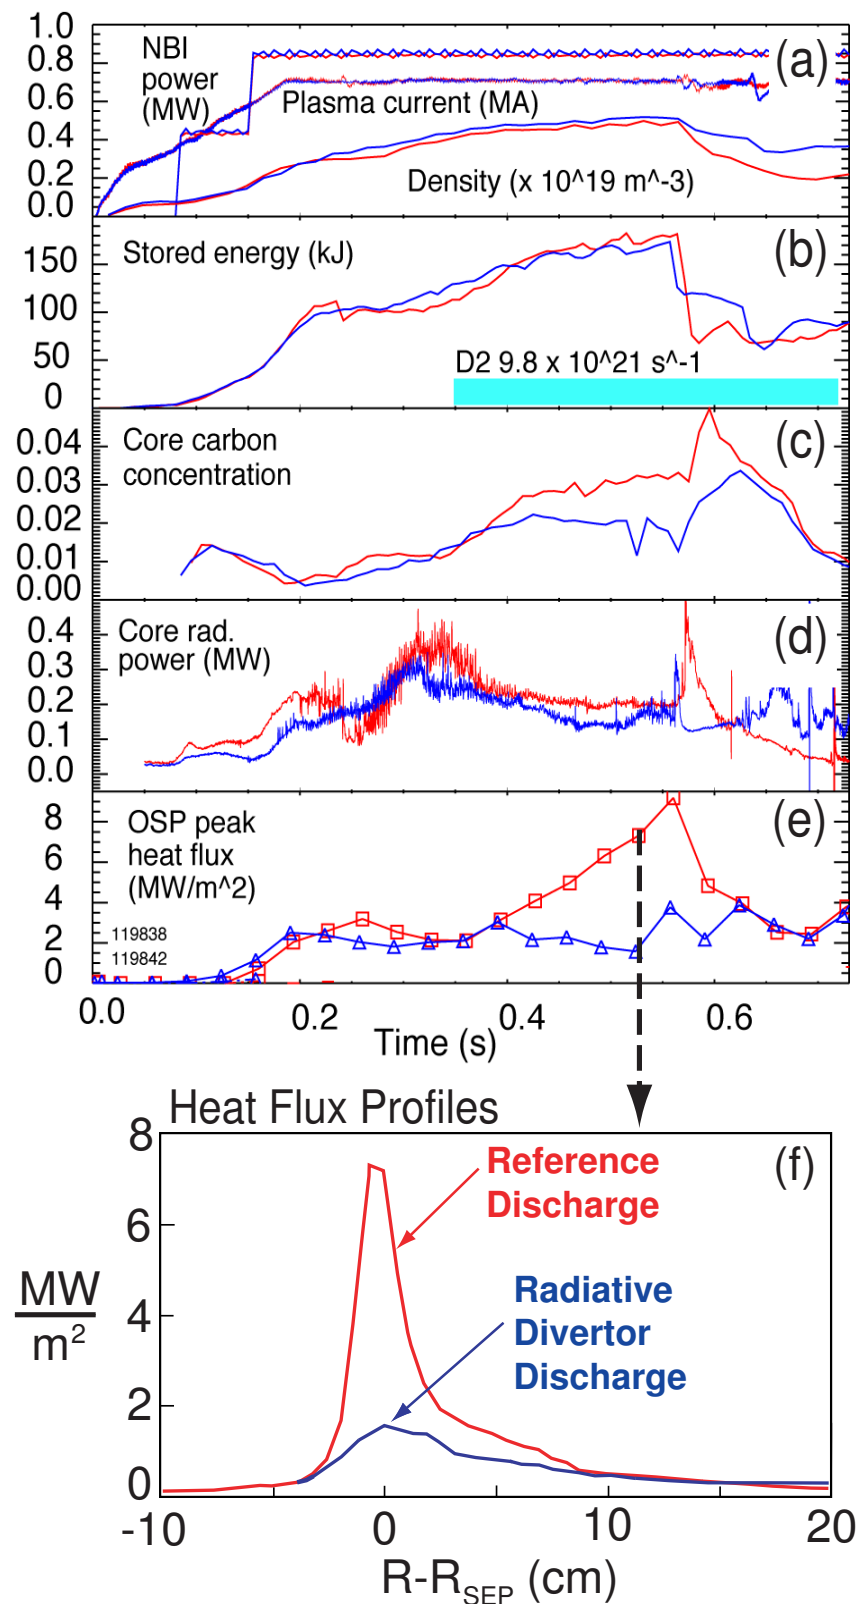 1.0
0.8
0.6
0.4
0.2
0.0
NBI
power
(MW)
(a)
Plasma current (MA)
Density (x 10^19 m^-3)
150
100
50
0
Stored energy (kJ)
(b)
D2 9.8 x 10^21 s^-1
0.04
0.03
0.02
0.01
0.00
Core carbon
concentration
(c)
0.4
0.3
0.2
0.1
0.0
Core rad.
power (MW)
(d)
8
6
4
2
0
OSP peak
heat flux
(MW/m^2)
(e)
119838
119842
0.0 0.2 0.4 0.6
Time (s)
Heat Flux Profiles
8
6
4
2
0
MW
m2
(f)
Reference
Discharge
Radiative
Divertor
Discharge
-10 0 10 20
R-RSEP (cm)